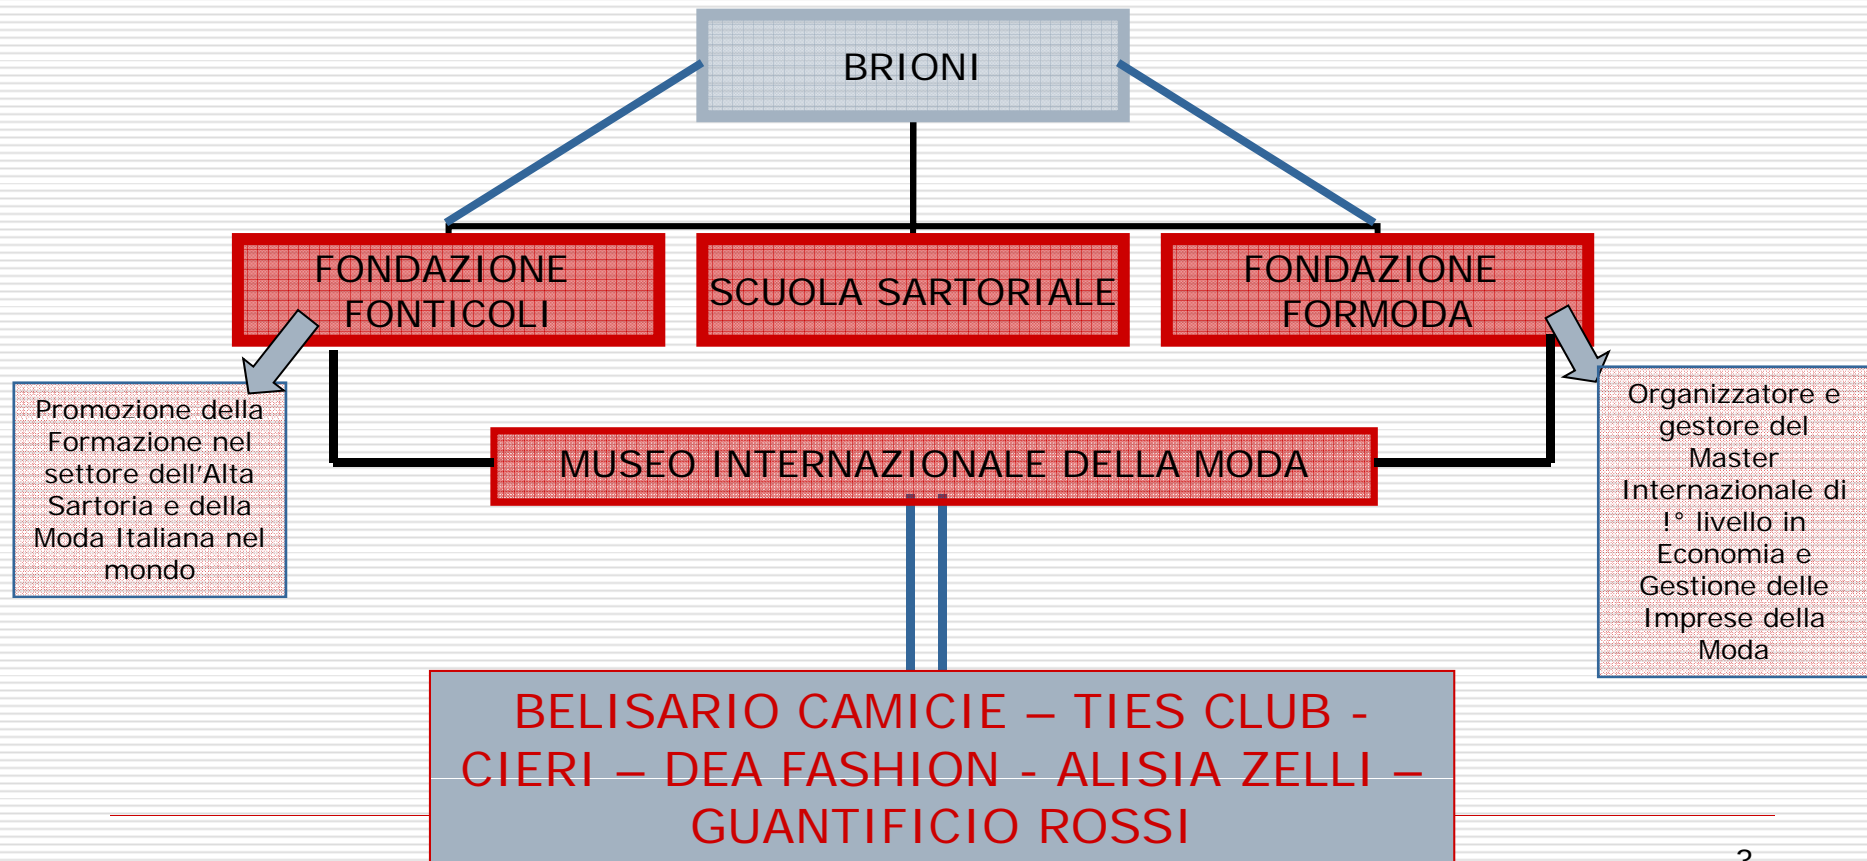 BRIONI
FONDAZIONE
FONTICOLI
SCUOLA SARTORIALE
FONDAZIONE
FORMODA
Promozione della
Formazione nel
settore dell’Alta
Sartoria e della
Moda Italiana nel
mondo
MUSEO INTERNAZIONALE DELLA MODA
Organizzatore e
gestore del
Master
Internazionale di
!° livello in
Economia e
Gestione delle
Imprese della
Moda
BELISARIO CAMICIE – TIES CLUB -
CIERI – DEA FASHION - ALISIA ZELLI –
GUANTIFICIO ROSSI